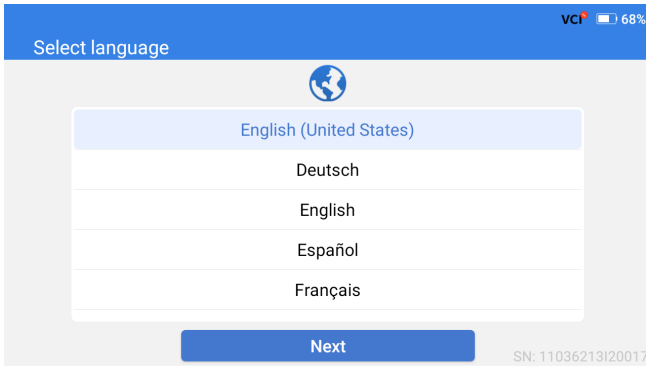 VCI 68%
Select language
English (United States)
Deutsch
English
Español
Français
Next
SN: 11036213I20017